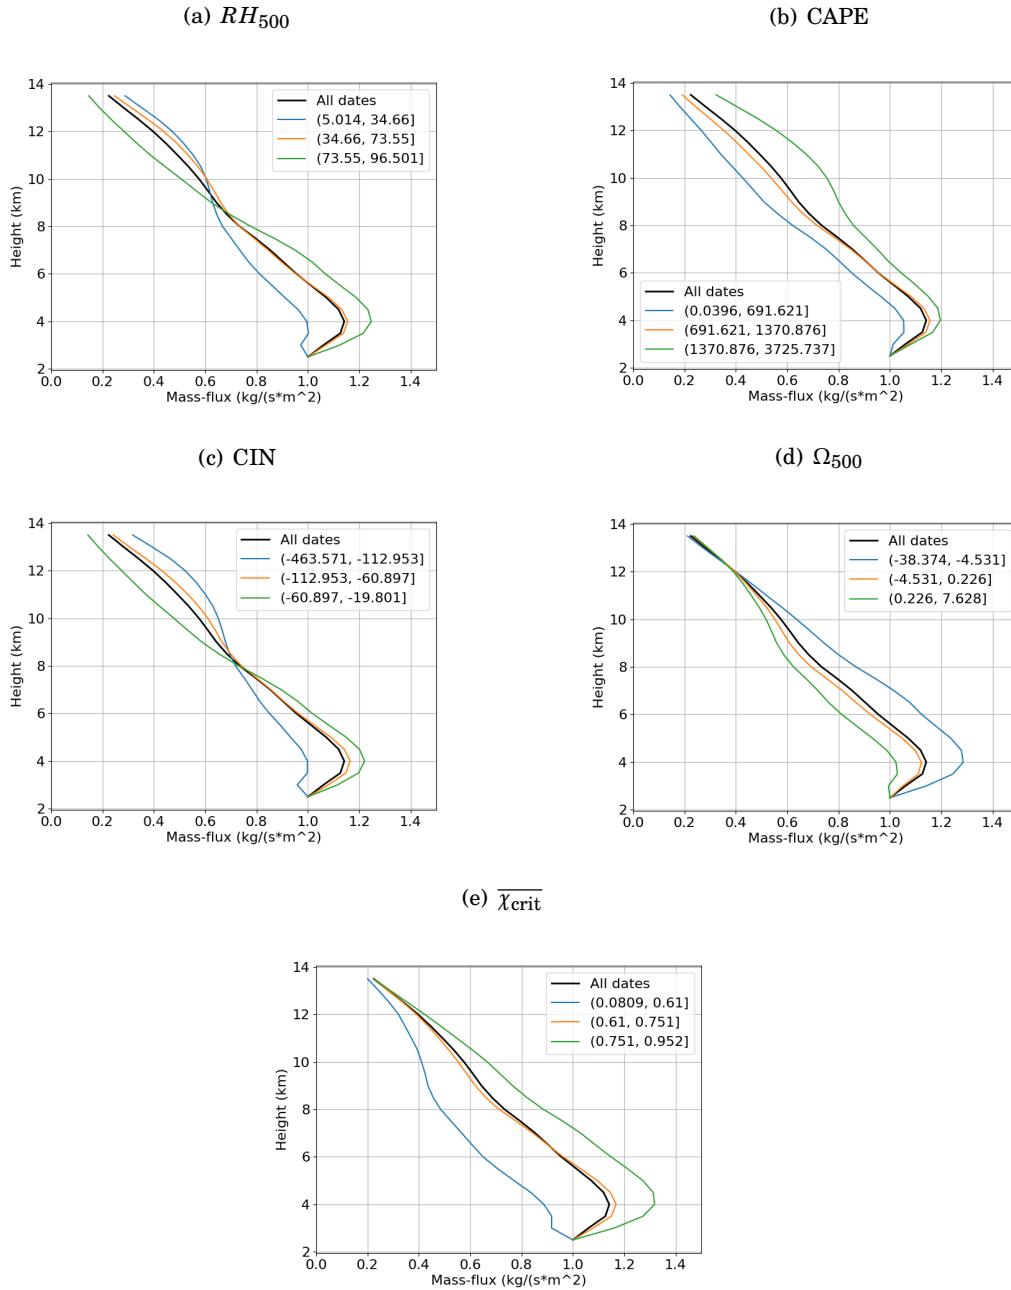 (a) RH500
(b) CAPE
14
12
10
8
6
4
2
0.0 0.2 0.4 0.6 0.8 1.0 1.2 1.4
Height (km)
Mass-flux (kg/(s*m^2)
All dates
(5.014, 34.66]
(34.66, 73.55]
(73.55, 96.501]
14
12
10
8
6
4
2
0.0 0.2 0.4 0.6 0.8 1.0 1.2 1.4
Height (km)
Mass-flux (kg/(s*m^2)
All dates
(0.0396, 691.621]
(691.621, 1370.876]
(1370.876, 3725.737]
(c) CIN
(d) Ω500
14
12
10
8
6
4
2
0.0 0.2 0.4 0.6 0.8 1.0 1.2 1.4
Height (km)
Mass-flux (kg/(s*m^2)
All dates
(-463.571, -112.953]
(-112.953, -60.897]
(-60.897, -19.801]
14
12
10
8
6
4
2
0.0 0.2 0.4 0.6 0.8 1.0 1.2 1.4
Height (km)
Mass-flux (kg/(s*m^2)
All dates
(-38.374, -4.531]
(-4.531, 0.226]
(0.226, 7.628]
(e) χcrit
14
12
10
8
6
4
2
0.0 0.2 0.4 0.6 0.8 1.0 1.2 1.4
Height (km)
Mass-flux (kg/(s*m^2)
All dates
(0.0809, 0.61]
(0.61, 0.751]
(0.751, 0.952]